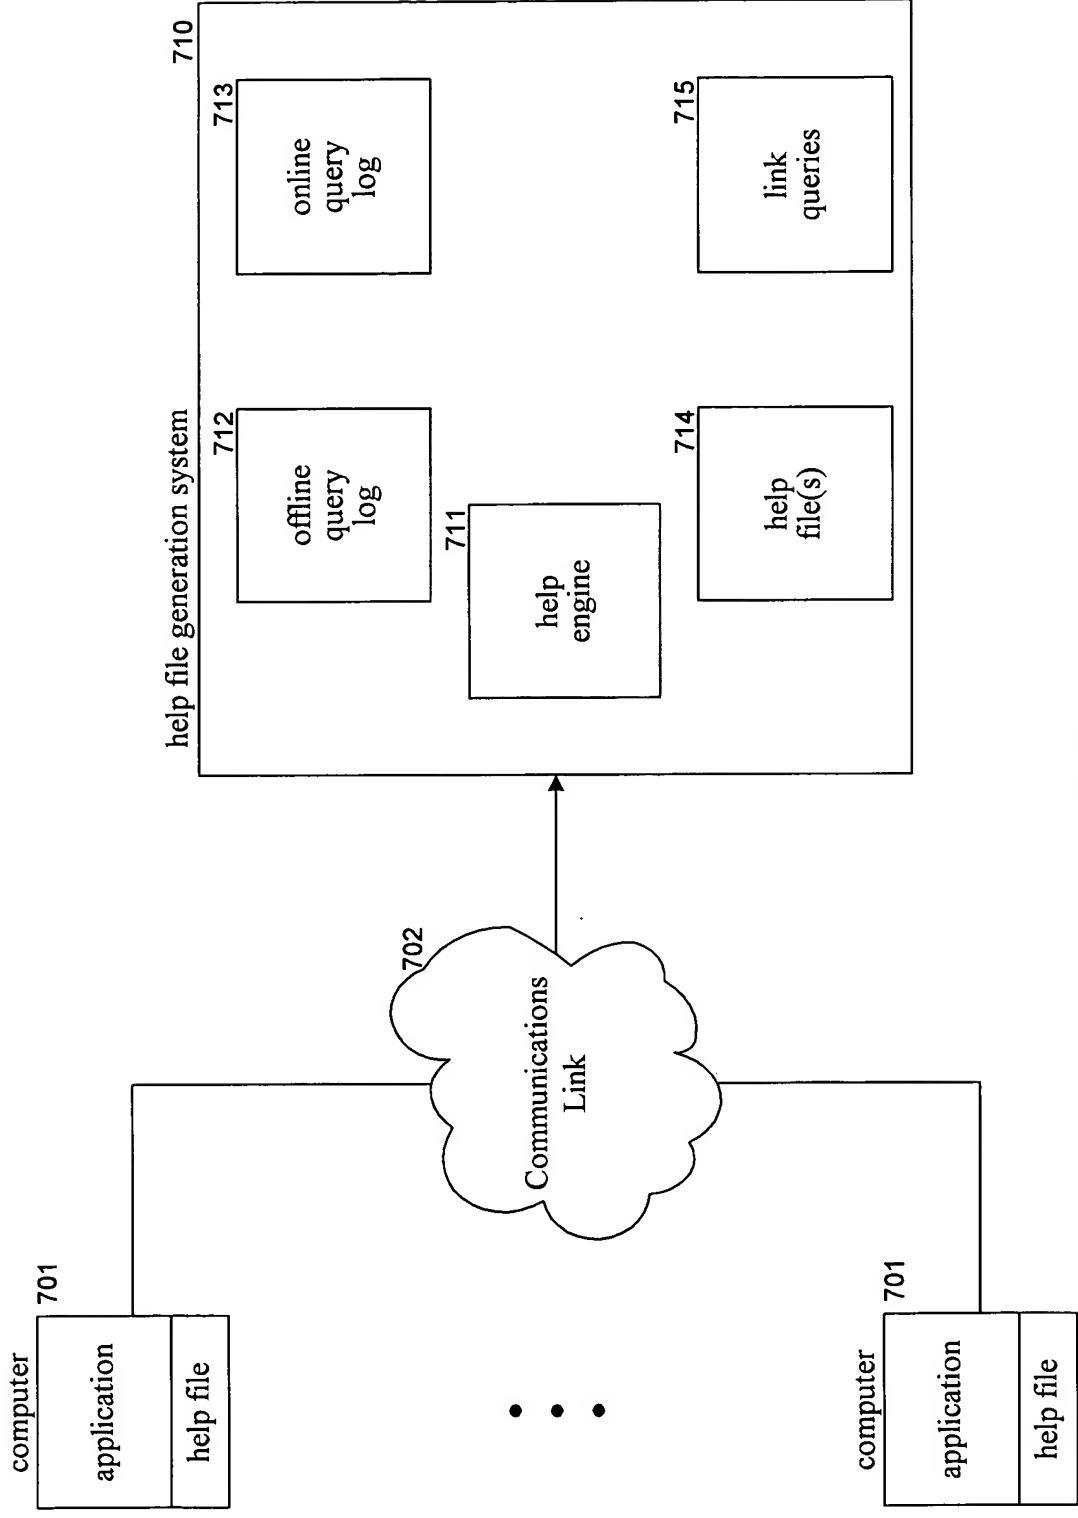 computer
701
application
help file
computer
701
application
help file
702
Communications
Link
help file generation system
710
712
offline
query
log
713
online
query
log
711
help
engine
714
help
file(s)
715
link
queries